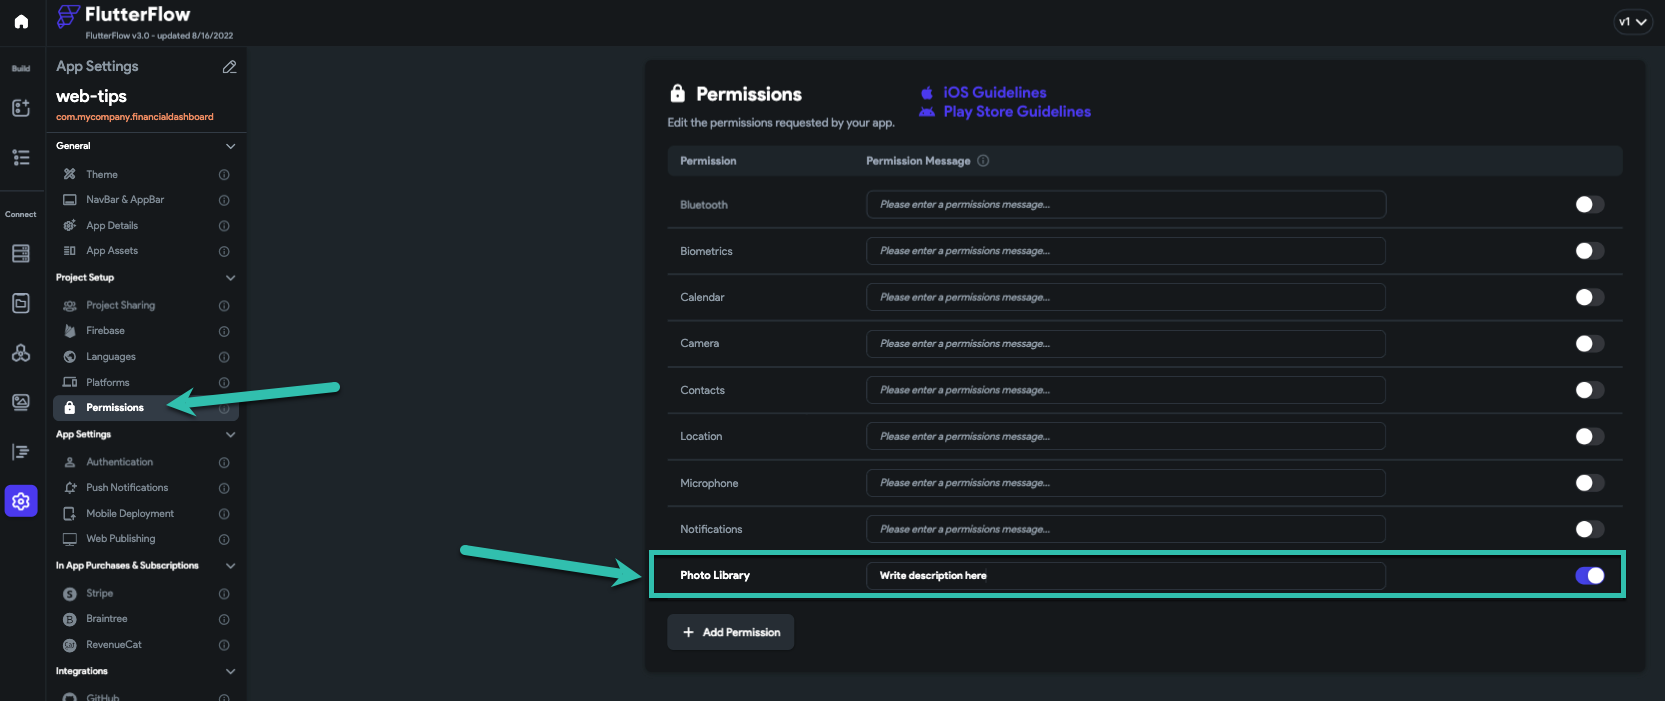 FlutterFlow
FlutterFlow v3.0 - updated 8/16/2022
v1
Build
Connect
App Settings
web-tips
com.mycompany.financialdashboard
General
Theme
NavBar & AppBar
App Details
App Assets
Project Setup
Project Sharing
Firebase
Languages
Platforms
Permissions
App Settings
Authentication
Push Notifications
Mobile Deployment
Web Publishing
In App Purchases & Subscriptions
Stripe
Braintree
RevenueCat
Integrations
GitHub
Permissions
iOS Guidelines
Play Store Guidelines
Edit the permissions requested by your app.
Permission Permission Message
Bluetooth Please enter a permissions message...
Biometrics Please enter a permissions message...
Calendar Please enter a permissions message...
Camera Please enter a permissions message...
Contacts Please enter a permissions message...
Location Please enter a permissions message...
Microphone Please enter a permissions message...
Notifications Please enter a permissions message...
Photo Library Write description here
+ Add Permission